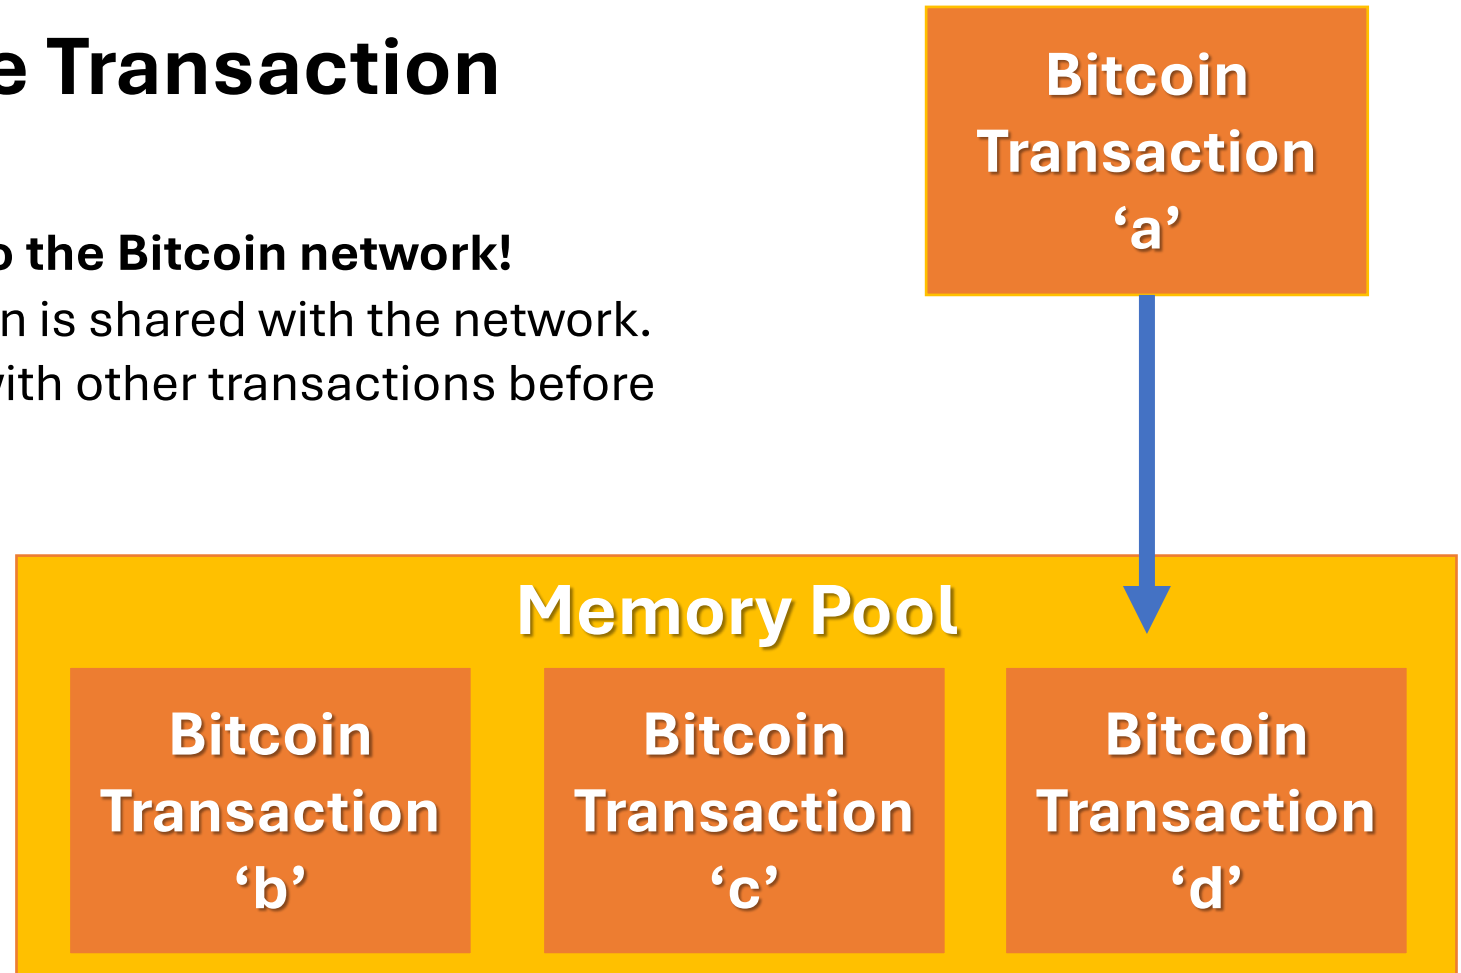 e Transaction
o the Bitcoin network!
n is shared with the network.
with other transactions before
Bitcoin
Transaction
‘a’
Memory Pool
Bitcoin
Transaction
‘b’
Bitcoin
Transaction
‘c’
Bitcoin
Transaction
‘d’